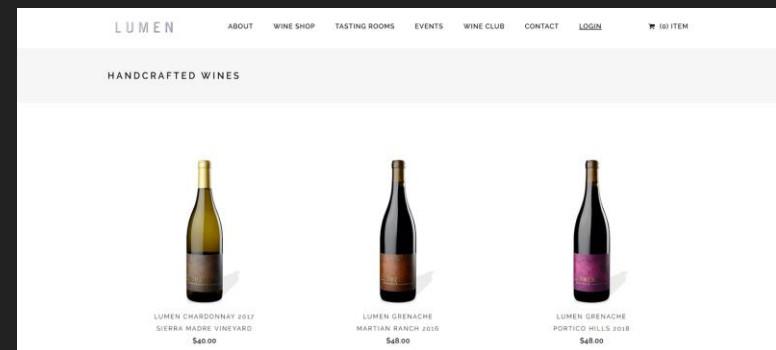 LUMEN
ABOUT WINE SHOP TASTING ROOMS EVENTS WINE CLUB CONTACT LOGIN (0) ITEM
HANDCRAFTED WINES
LUMEN CHARDONNAY 2017
SIERRA MADRE VINEYARD
$40.00
LUMEN GRENACHE
MARTIAN RANCH 2016
$48.00
LUMEN GRENACHE
PORTICO HILLS 2018
$48.00